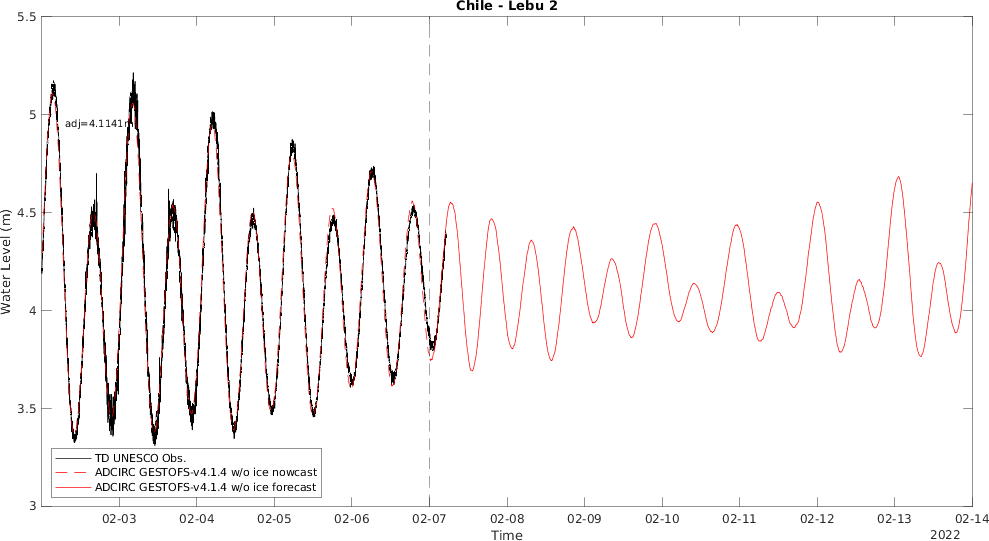 Chile - Lebu 2
5.5
5
4.5
4
3.5
3
Water Level (m)
adj=4.1141
TD UNESCO Obs.
ADCIRC GESTOFS-v4.1.4 w/o ice nowcast
ADCIRC GESTOFS-v4.1.4 w/o ice forecast
02-03 02-04 02-05 02-06 02-07 02-08 02-09 02-10 02-11 02-12 02-13 02-14
Time
2022